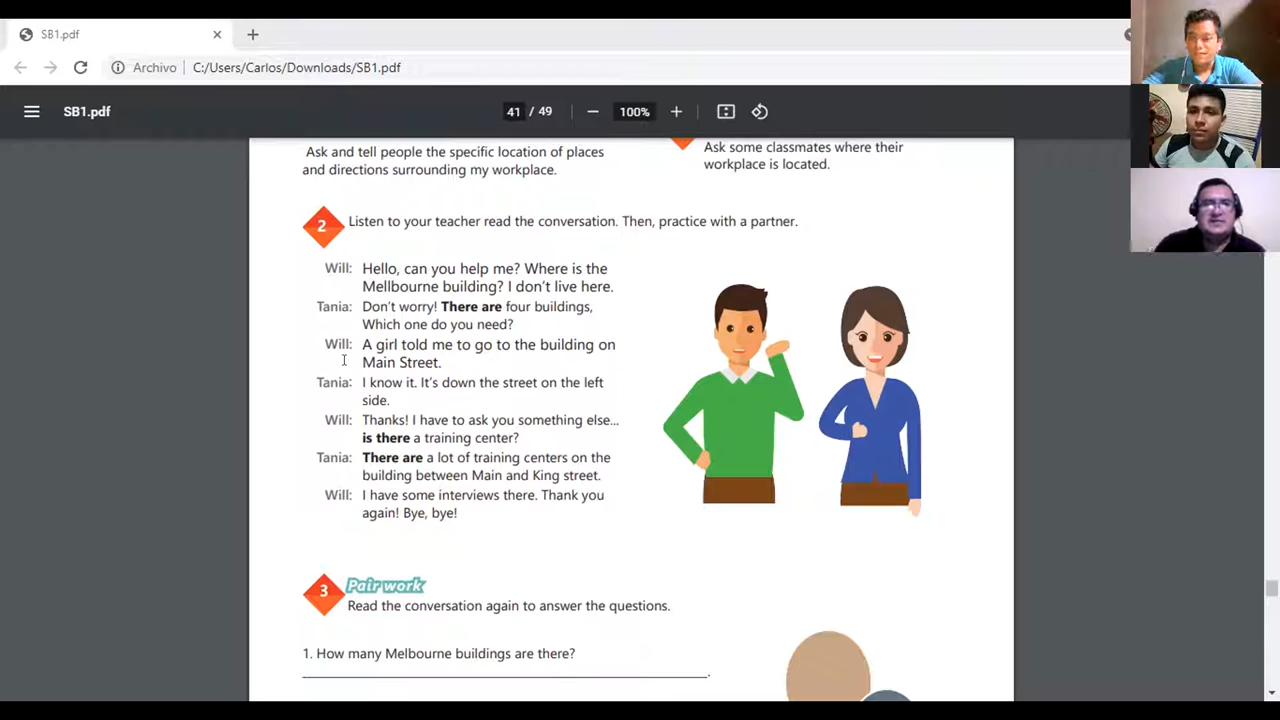 SB1.pdf
Archivo C:/Users/Carlos/Downloads/SB1.pdf
SB1.pdf 41 / 49 100%
Ask and tell people the specific location of places
and directions surrounding my workplace.
Ask some classmates where their
workplace is located.
2 Listen to your teacher read the conversation. Then, practice with a partner.
Will: Hello, can you help me? Where is the
Mellbourne building? I don't live here.
Tania: Don't worry! There are four buildings,
Which one do you need?
Will: A girl told me to go to the building on
Main Street.
Tania: I know it. It's down the street on the left
side.
Will: Thanks! I have to ask you something else...
is there a training center?
Tania: There are a lot of training centers on the
building between Main and King street.
Will: I have some interviews there. Thank you
again! Bye, bye!
3 Pair work
Read the conversation again to answer the questions.
1. How many Melbourne buildings are there?